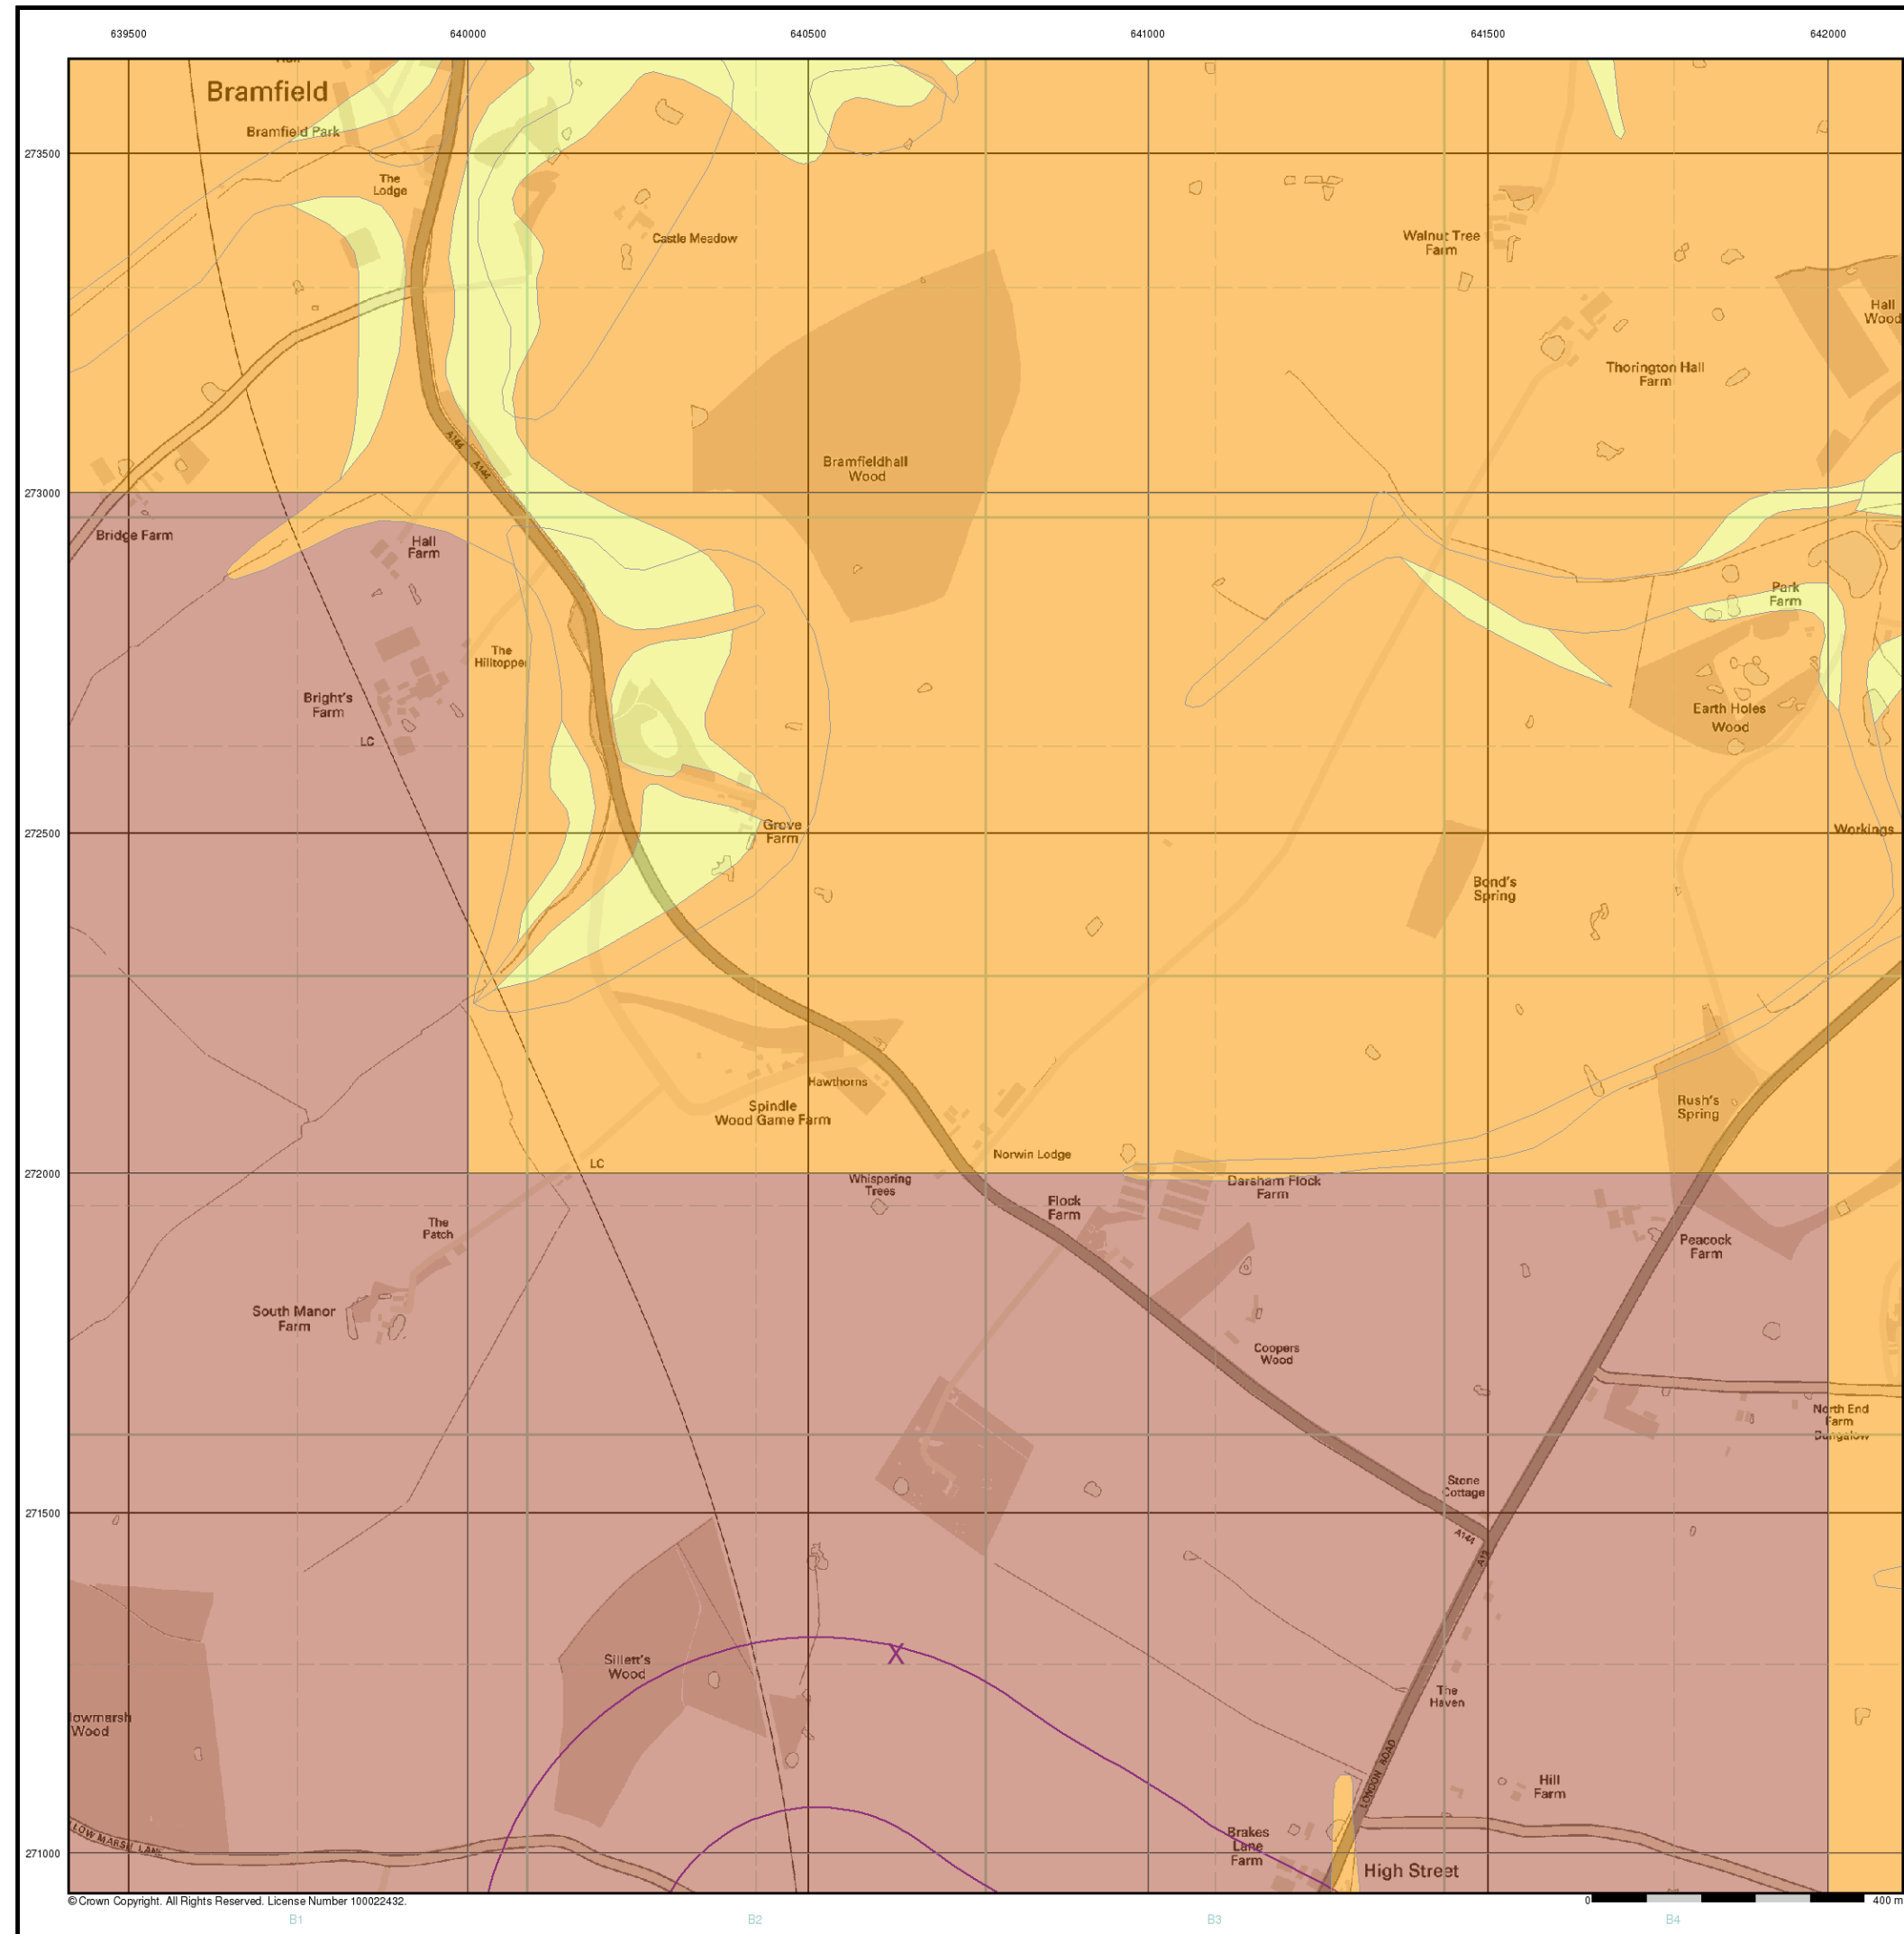 639500 640000 640500 641000 641500 642000
Bramfield
Bramfield Park
273500
The
Lodge
Castle Meadow
Walnut Tree
Farm
Hall
Wood
Thorington Hall
Farm
A144 A144
Bramfieldhall
Wood
273000
Bridge Farm
Hall
Farm
Park
Farm
The
Hilltopper
Bright's
Farm
LC
Earth Holes
Wood
272500
Grove
Farm
Workings
Bond's
Spring
Hawthorns
Spindle
Wood Game Farm
Rush's
Spring
Norwin Lodge
LC
272000
Whispering
Trees
Darsham Flock
Farm
Flock
Farm
The
Patch
Peacock
Farm
South Manor
Farm
Coopers
Wood
North End
Farm
Bungalow
Stone
Cottage
271500
A144
A12
X
Sillett's
Wood
The
Haven
lowmarsh
Wood
LONDON ROAD
Hill
Farm
LOW MARSH LANE
Brakes
Lane
Farm
271000
High Street
© Crown Copyright. All Rights Reserved. License Number 100022432.
0 400 m
B1 B2 B3 B4